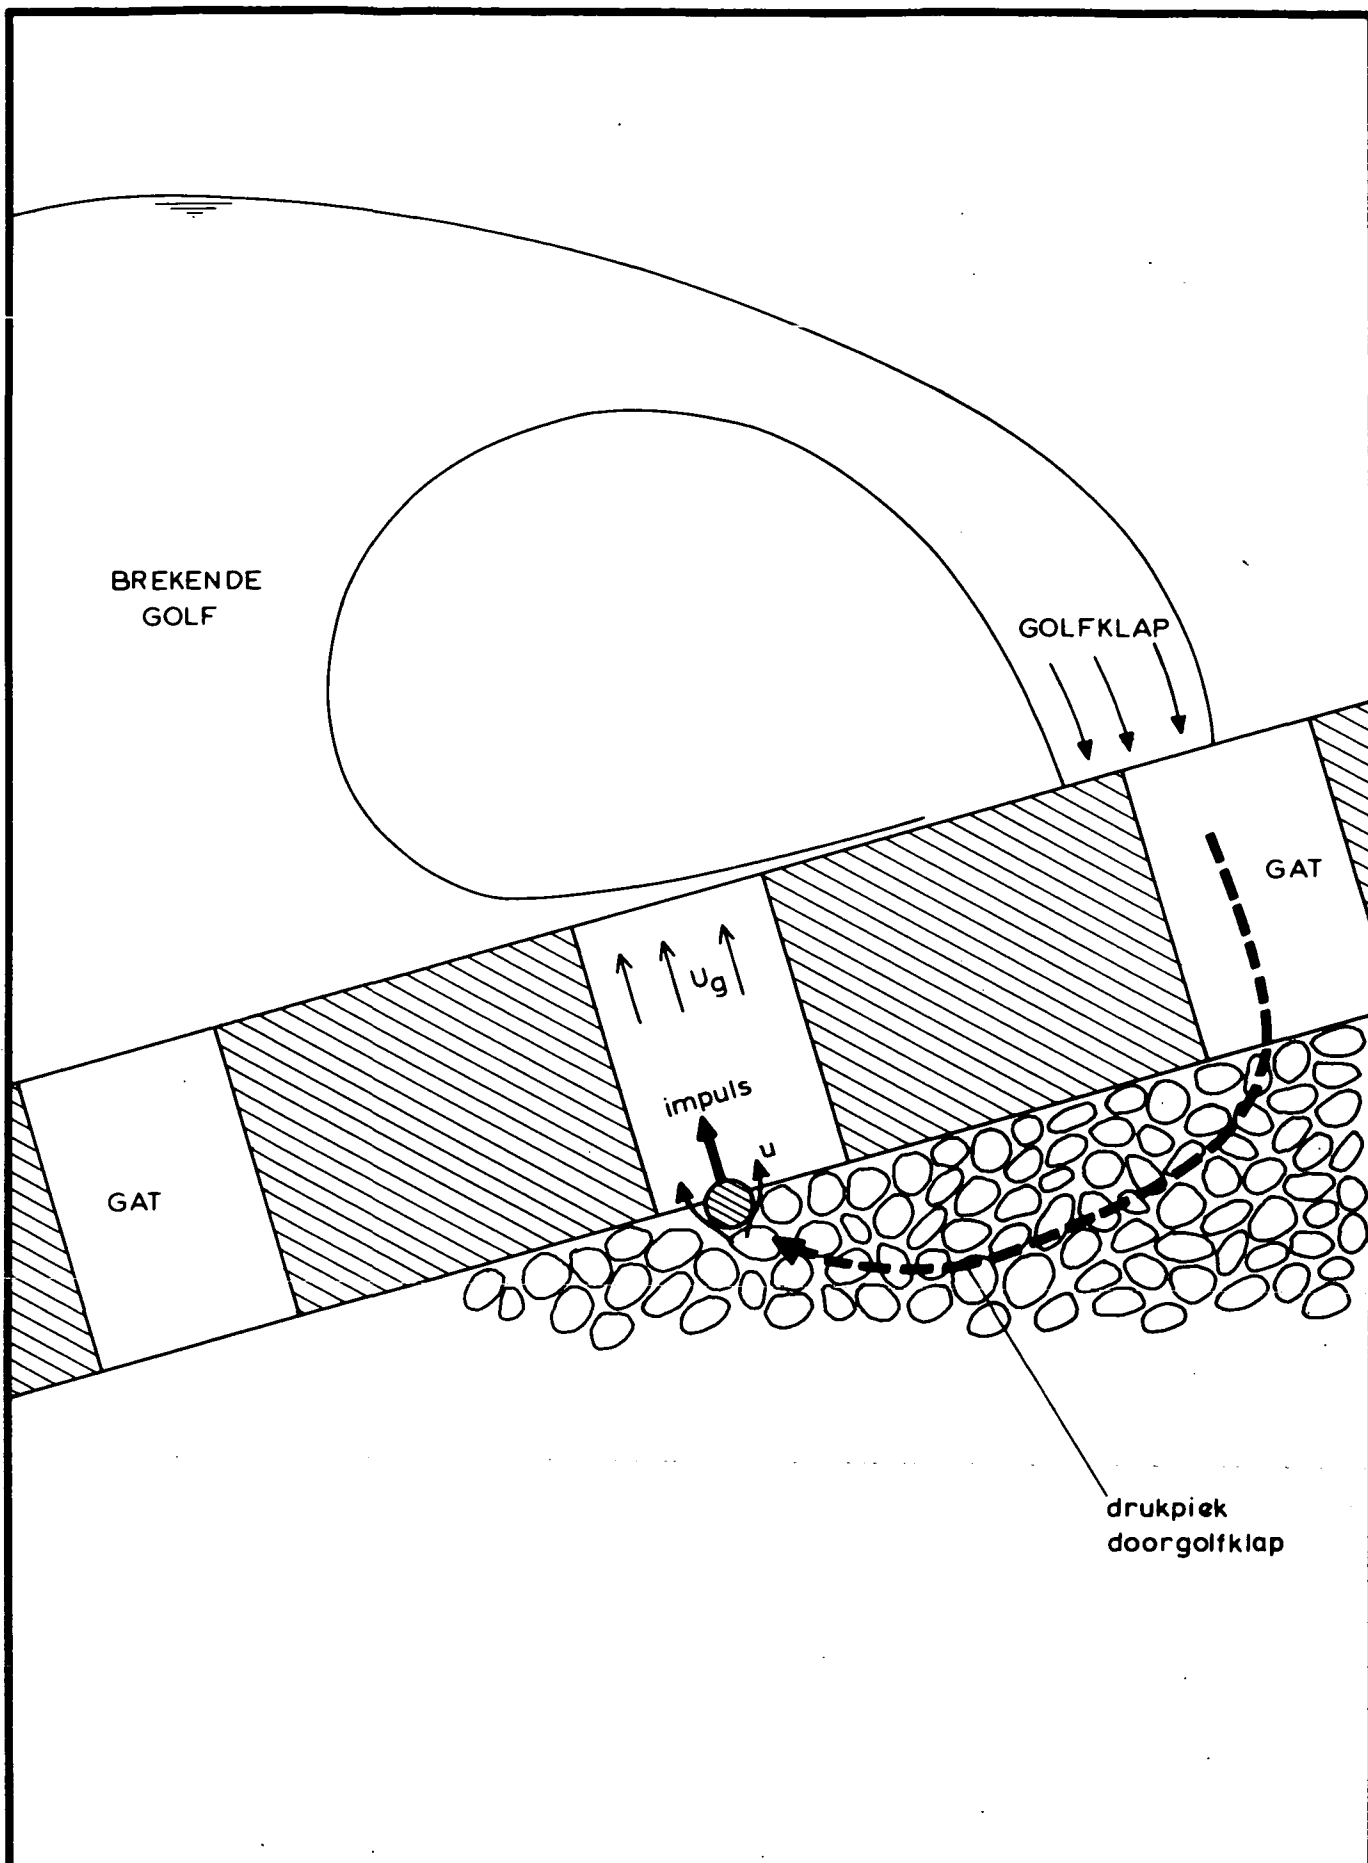 BREKENDE
GOLF
GOLFKLAP
GAT
Ug
impuls
u
GAT
drukpiek
doorgolfklap